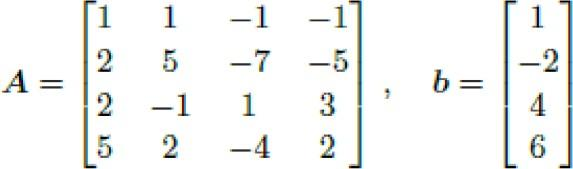 A = [1 1 −1 −1; 2 5 −7 −5; 2 −1 1 3; 5 2 −4 2], b = [1; −2; 4; 6]